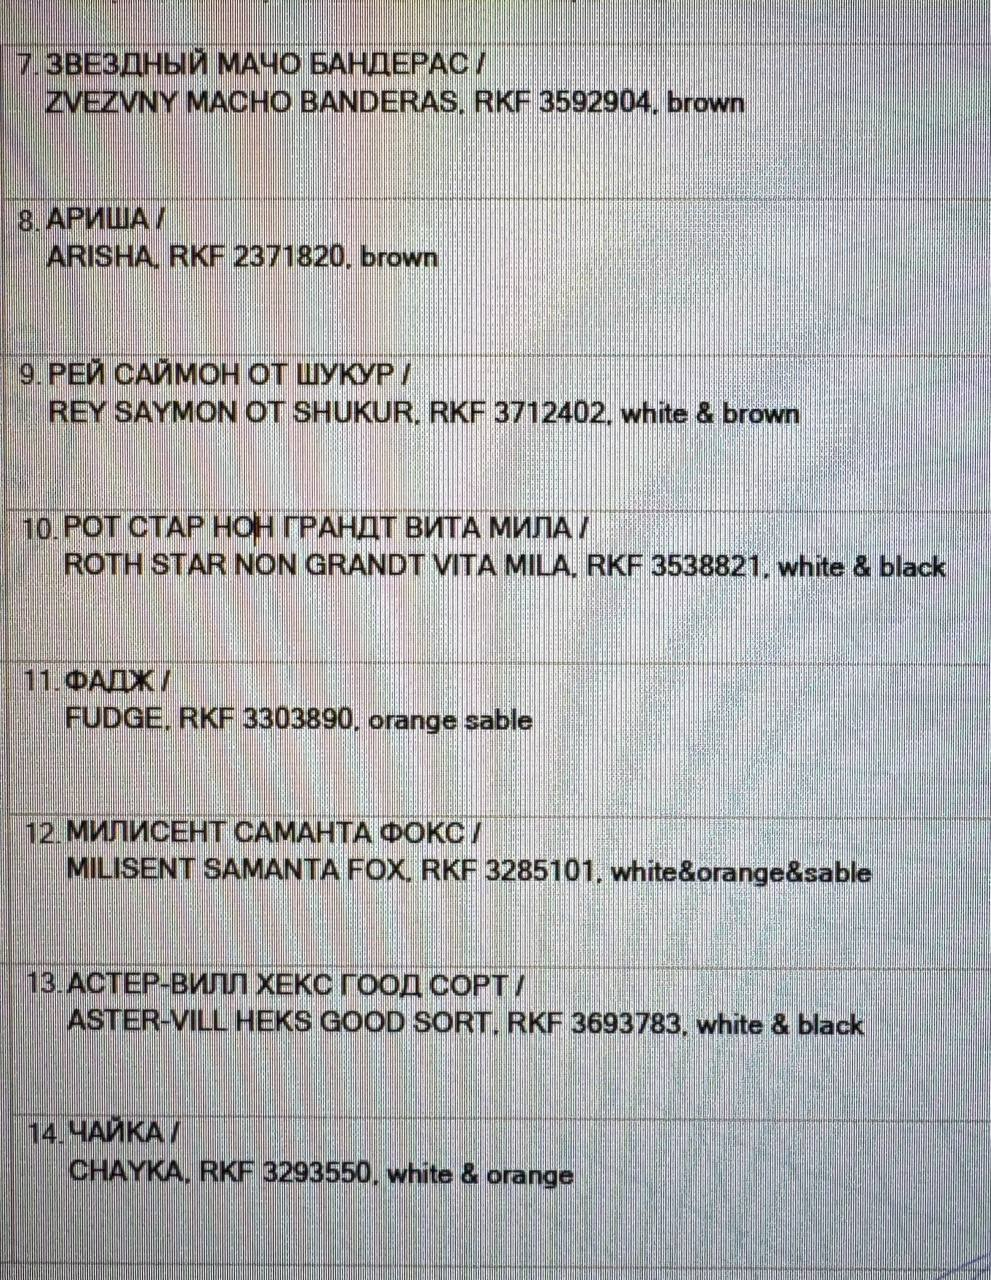 7. ЗВЕЗДНЫЙ МАЧО БАНДЕРАС /
ZVEZVNY MACHO BANDERAS, RKF 3592904, brown
8. АРИША /
ARISHA, RKF 2371820, brown
9. РЕЙ САЙМОН ОТ ШУКУР /
REY SAYMON OT SHUKUR, RKF 3712402, white & brown
10. РОТ СТАР НОН ГРАНДТ ВИТА МИЛА /
ROTH STAR NON GRANDT VITA MILA, RKF 3538821, white & black
11. ФАДЖ /
FUDGE, RKF 3303890, orange sable
12. МИЛИСЕНТ САМАНТА ФОКС /
MILISENT SAMANTA FOX, RKF 3285101, white&orange&sable
13. АСТЕР-ВИЛЛ ХЕКС ГООД СОРТ /
ASTER-VILL HEKS GOOD SORT, RKF 3693783, white & black
14. ЧАЙКА /
CHAYKA, RKF 3293550, white & orange